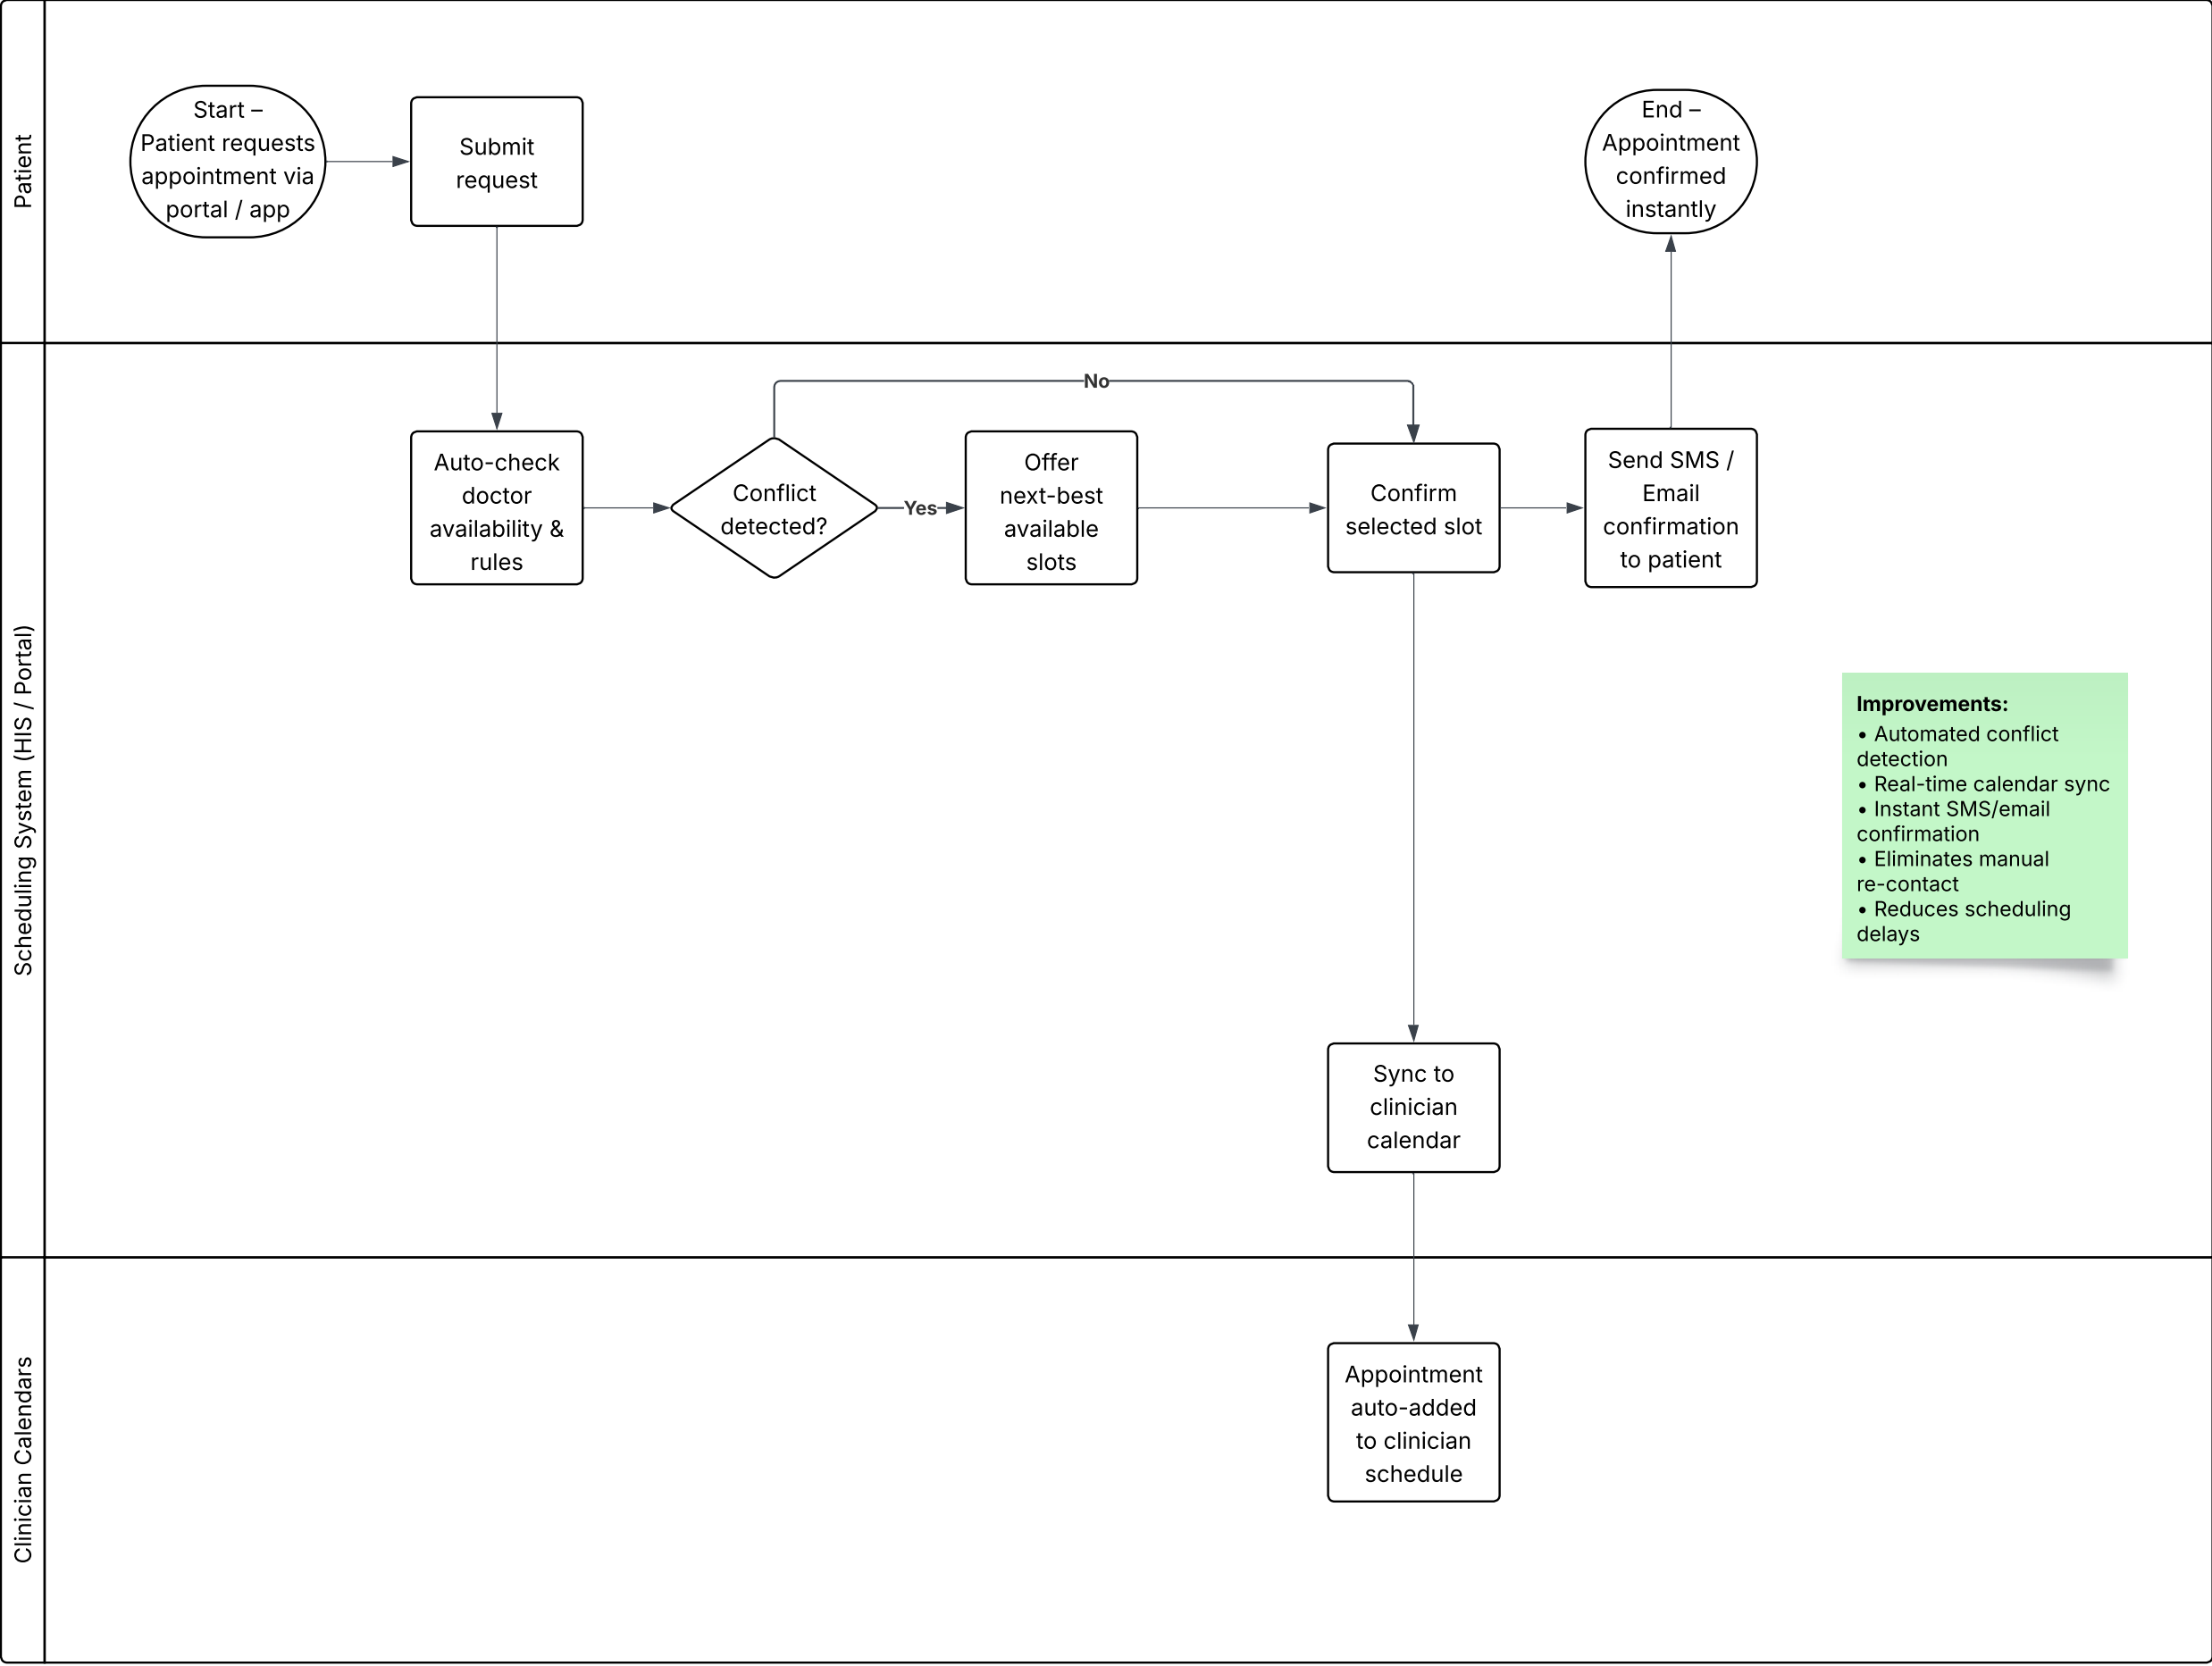 Patient
Start –
Patient requests
appointment via
portal / app
Submit
request
End –
Appointment
confirmed
instantly
Scheduling System (HIS / Portal)
No
Auto-check
doctor
availability &
rules
Conflict
detected?
Yes
Offer
next-best
available
slots
Confirm
selected slot
Send SMS /
Email
confirmation
to patient
Improvements:
• Automated conflict
detection
• Real-time calendar sync
• Instant SMS/email
confirmation
• Eliminates manual
re-contact
• Reduces scheduling
delays
Sync to
clinician
calendar
Clinician Calendars
Appointment
auto-added
to clinician
schedule